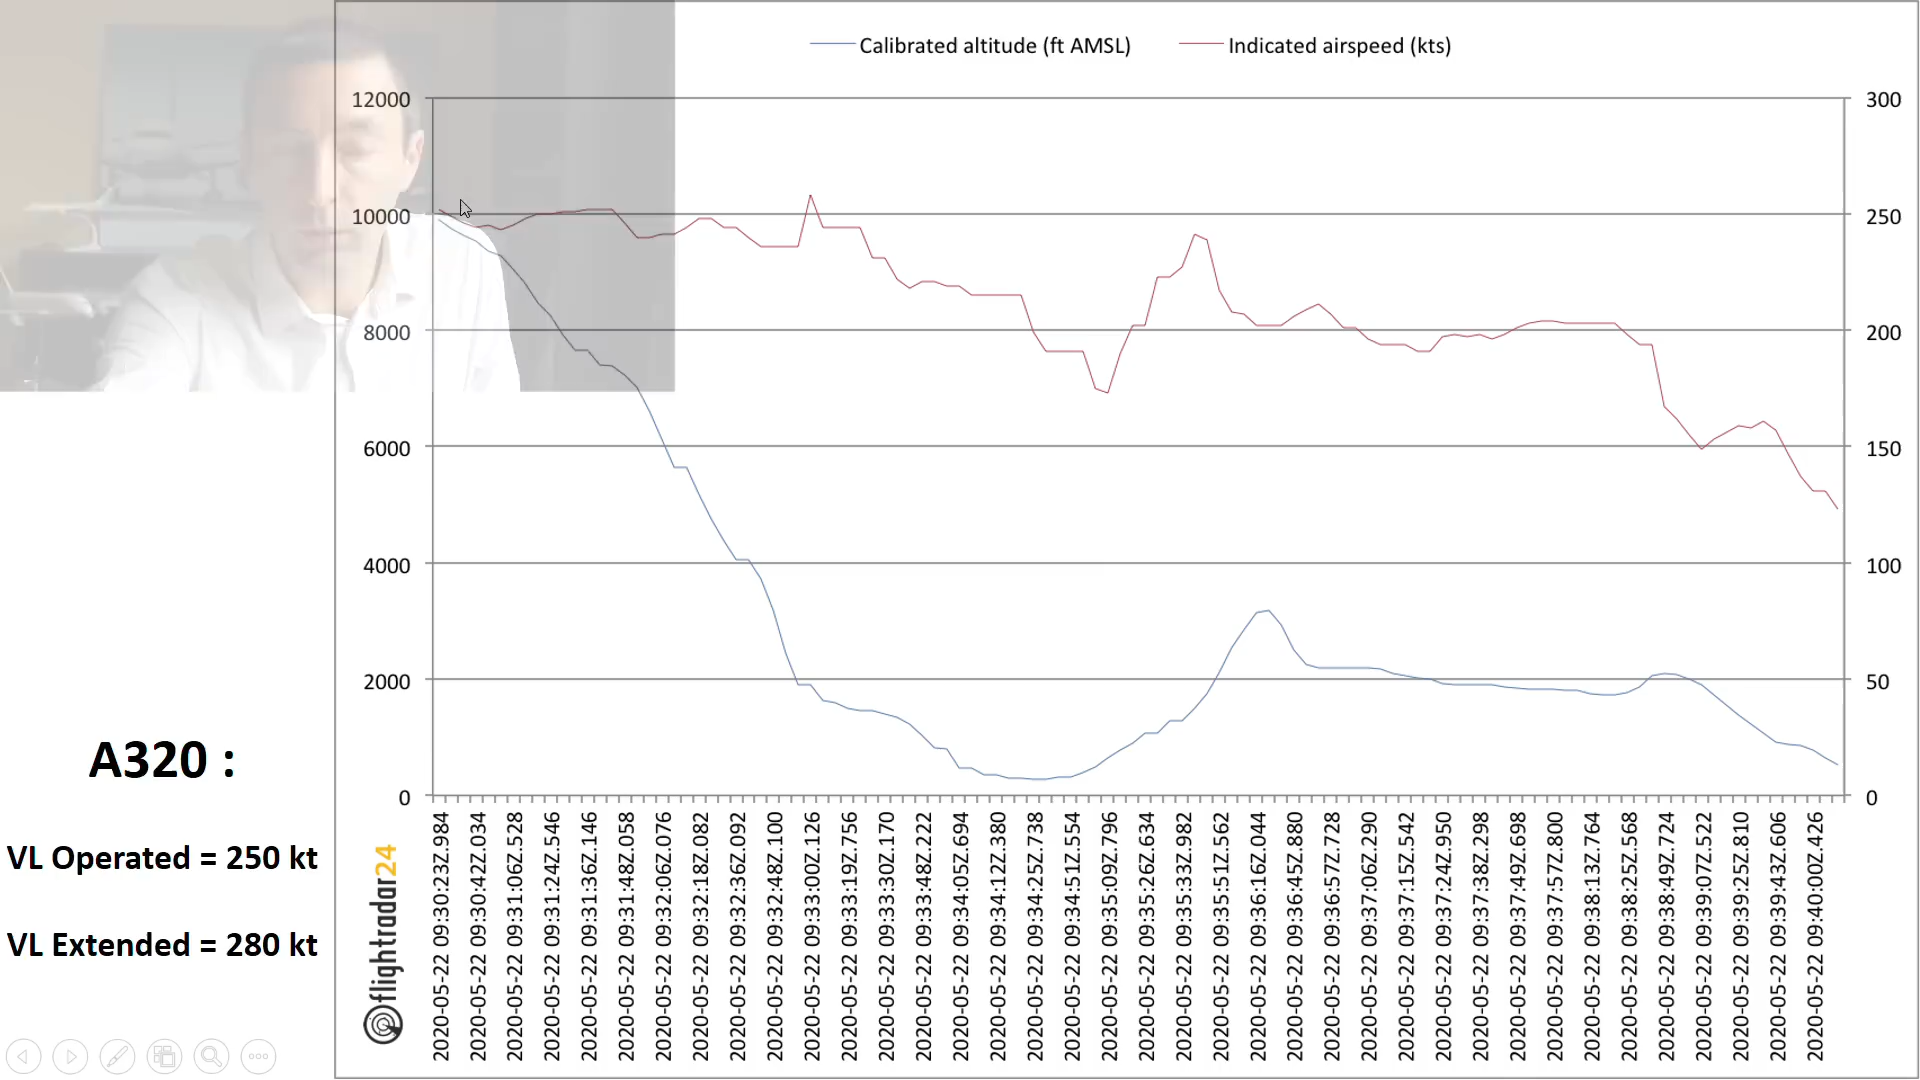 Calibrated altitude (ft AMSL)
Indicated airspeed (kts)
12000
10000
8000
6000
4000
2000
0
300
250
200
150
100
50
0
A320 :
VL Operated = 250 kt
VL Extended = 280 kt
flightradar24
2020-05-22 09:30:23Z.984
2020-05-22 09:30:42Z.034
2020-05-22 09:31:06Z.528
2020-05-22 09:31:24Z.546
2020-05-22 09:31:36Z.146
2020-05-22 09:31:48Z.058
2020-05-22 09:32:06Z.076
2020-05-22 09:32:18Z.082
2020-05-22 09:32:36Z.092
2020-05-22 09:32:48Z.100
2020-05-22 09:33:00Z.126
2020-05-22 09:33:19Z.756
2020-05-22 09:33:30Z.170
2020-05-22 09:33:48Z.222
2020-05-22 09:34:05Z.694
2020-05-22 09:34:12Z.380
2020-05-22 09:34:25Z.738
2020-05-22 09:34:51Z.554
2020-05-22 09:35:09Z.796
2020-05-22 09:35:26Z.634
2020-05-22 09:35:33Z.982
2020-05-22 09:35:51Z.562
2020-05-22 09:36:16Z.044
2020-05-22 09:36:45Z.880
2020-05-22 09:36:57Z.728
2020-05-22 09:37:06Z.290
2020-05-22 09:37:15Z.542
2020-05-22 09:37:24Z.950
2020-05-22 09:37:38Z.298
2020-05-22 09:37:49Z.698
2020-05-22 09:37:57Z.800
2020-05-22 09:38:13Z.764
2020-05-22 09:38:25Z.568
2020-05-22 09:38:49Z.724
2020-05-22 09:39:07Z.522
2020-05-22 09:39:25Z.810
2020-05-22 09:39:43Z.606
2020-05-22 09:40:00Z.426